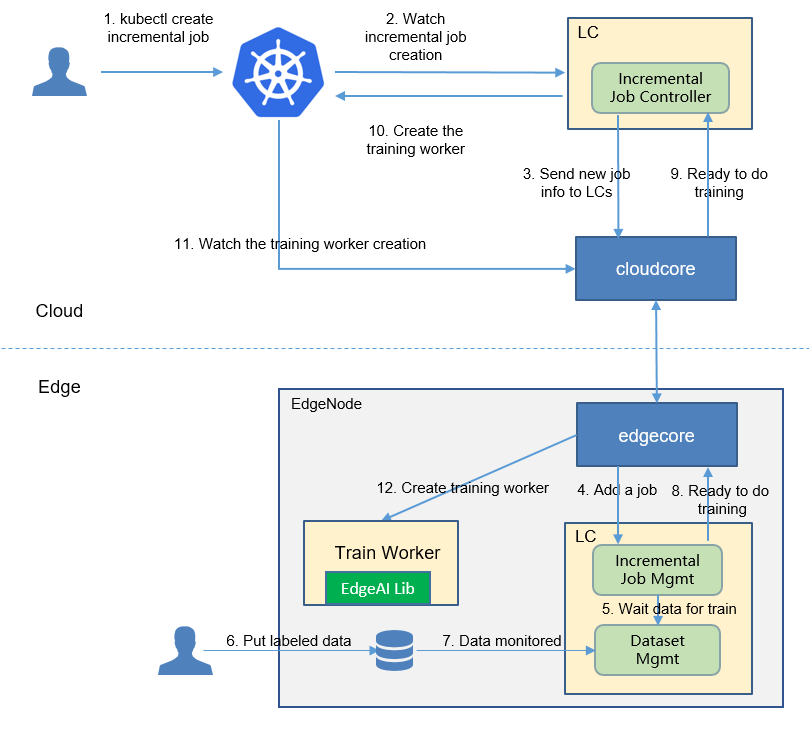 1. kubectl create
incremental job
2. Watch
incremental job
creation
LC
Incremental
Job Controller
10. Create the
training worker
3. Send new job
info to LCs
9. Ready to do
training
11. Watch the training worker creation
cloudcore
Cloud
Edge
EdgeNode
edgecore
12. Create training worker
4. Add a job
8. Ready to do
training
LC
Train Worker
EdgeAI Lib
Incremental
Job Mgmt
5. Wait data for train
6. Put labeled data
7. Data monitored
Dataset
Mgmt